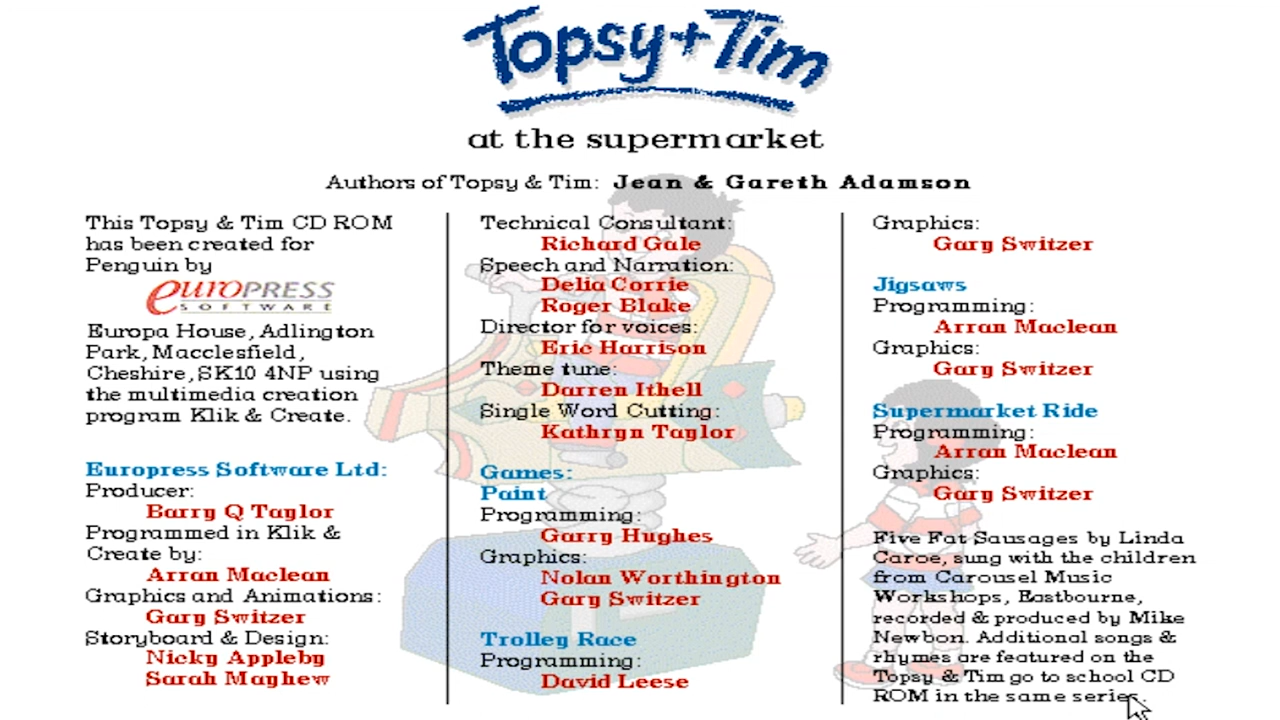 Topsy + Tim
at the supermarket
Authors of Topsy & Tim: Jean & Gareth Adamson
This Topsy & Tim CD ROM
has been created for
Penguin by
europress
SOFTWARE
Europa House, Adlington
Park, Macclesfield,
Cheshire, SK10 4NP using
the multimedia creation
program Klik & Create.
Europress Software Ltd:
Producer:
Barry Q Taylor
Programmed in Klik &
Create by:
Arran Maclean
Graphics and Animations:
Gary Switzer
Storyboard & Design:
Nicky Appleby
Sarah Mayhew
Technical Consultant:
Richard Gale
Speech and Narration:
Delia Corrie
Roger Blake
Director for voices:
Eric Harrison
Theme tune:
Darren Ithell
Single Word Cutting:
Kathryn Taylor
Games:
Paint
Programming:
Garry Hughes
Graphics:
Nolan Worthington
Gary Switzer
Trolley Race
Programming:
David Leese
Graphics:
Gary Switzer
Jigsaws
Programming:
Arran Maclean
Graphics:
Gary Switzer
Supermarket Ride
Programming:
Arran Maclean
Graphics:
Gary Switzer
Five Fat Sausages by Linda
Caroe, sung with the children
from Carousel Music
Workshops, Eastbourne,
recorded & produced by Mike
Newbon. Additional songs &
rhymes are featured on the
Topsy & Tim go to school CD
ROM in the same series.